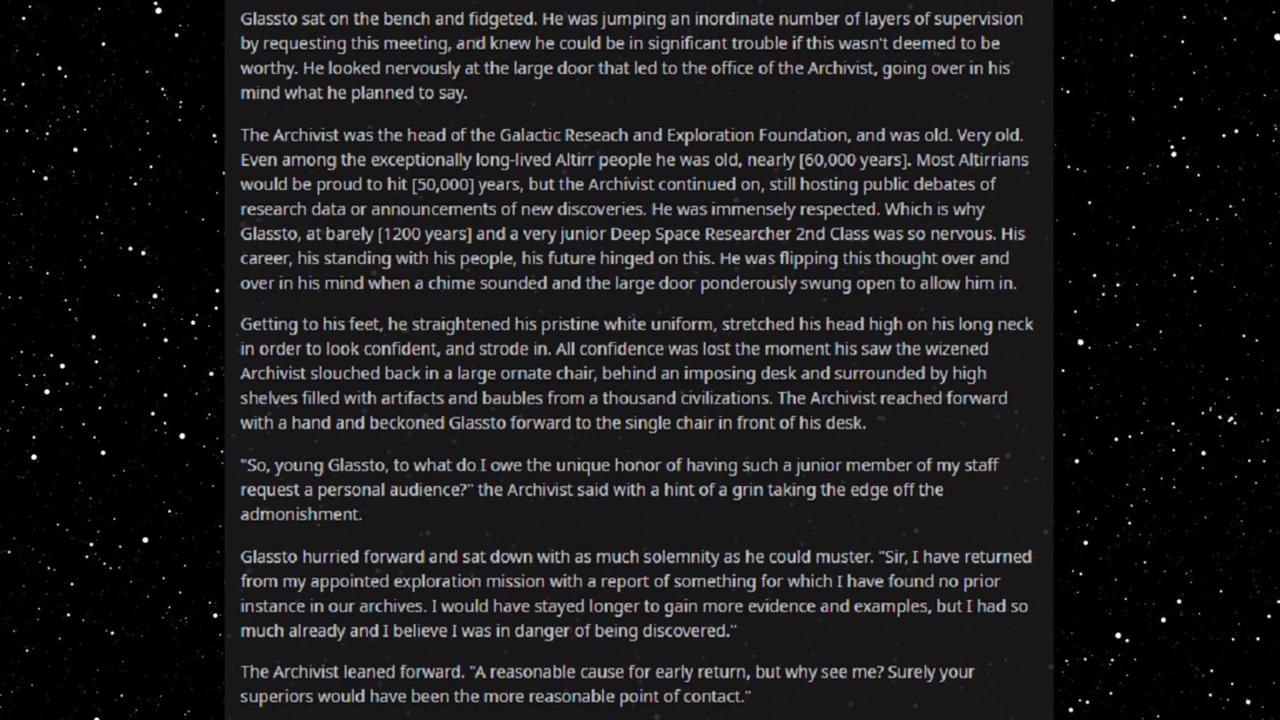 Glassto sat on the bench and fidgeted. He was jumping an inordinate number of layers of supervision
by requesting this meeting, and knew he could be in significant trouble if this wasn't deemed to be
worthy. He looked nervously at the large door that led to the office of the Archivist, going over in his
mind what he planned to say.
The Archivist was the head of the Galactic Reseach and Exploration Foundation, and was old. Very old.
Even among the exceptionally long-lived Altirr people he was old, nearly [60,000 years]. Most Altirrians
would be proud to hit [50,000] years, but the Archivist continued on, still hosting public debates of
research data or announcements of new discoveries. He was immensely respected. Which is why
Glassto, at barely [1200 years] and a very junior Deep Space Researcher 2nd Class was so nervous. His
career, his standing with his people, his future hinged on this. He was flipping this thought over and
over in his mind when a chime sounded and the large door ponderously swung open to allow him in.
Getting to his feet, he straightened his pristine white uniform, stretched his head high on his long neck
in order to look confident, and strode in. All confidence was lost the moment his saw the wizened
Archivist slouched back in a large ornate chair, behind an imposing desk and surrounded by high
shelves filled with artifacts and baubles from a thousand civilizations. The Archivist reached forward
with a hand and beckoned Glassto forward to the single chair in front of his desk.
"So, young Glassto, to what do I owe the unique honor of having such a junior member of my staff
request a personal audience?" the Archivist said with a hint of a grin taking the edge off the
admonishment.
Glassto hurried forward and sat down with as much solemnity as he could muster. "Sir, I have returned
from my appointed exploration mission with a report of something for which I have found no prior
instance in our archives. I would have stayed longer to gain more evidence and examples, but I had so
much already and I believe I was in danger of being discovered."
The Archivist leaned forward. "A reasonable cause for early return, but why see me? Surely your
superiors would have been the more reasonable point of contact."